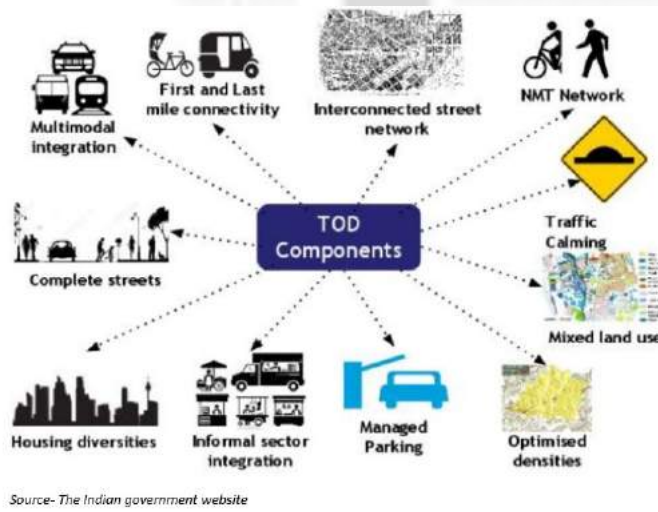 Multimodal
integration
First and Last
mile connectivity
Interconnected street
network
NMT Network
TOD
Components
Traffic
Calming
Complete streets
Mixed land use
Housing diversities
Informal sector
integration
Managed
Parking
Optimised
densities
Source- The Indian government website